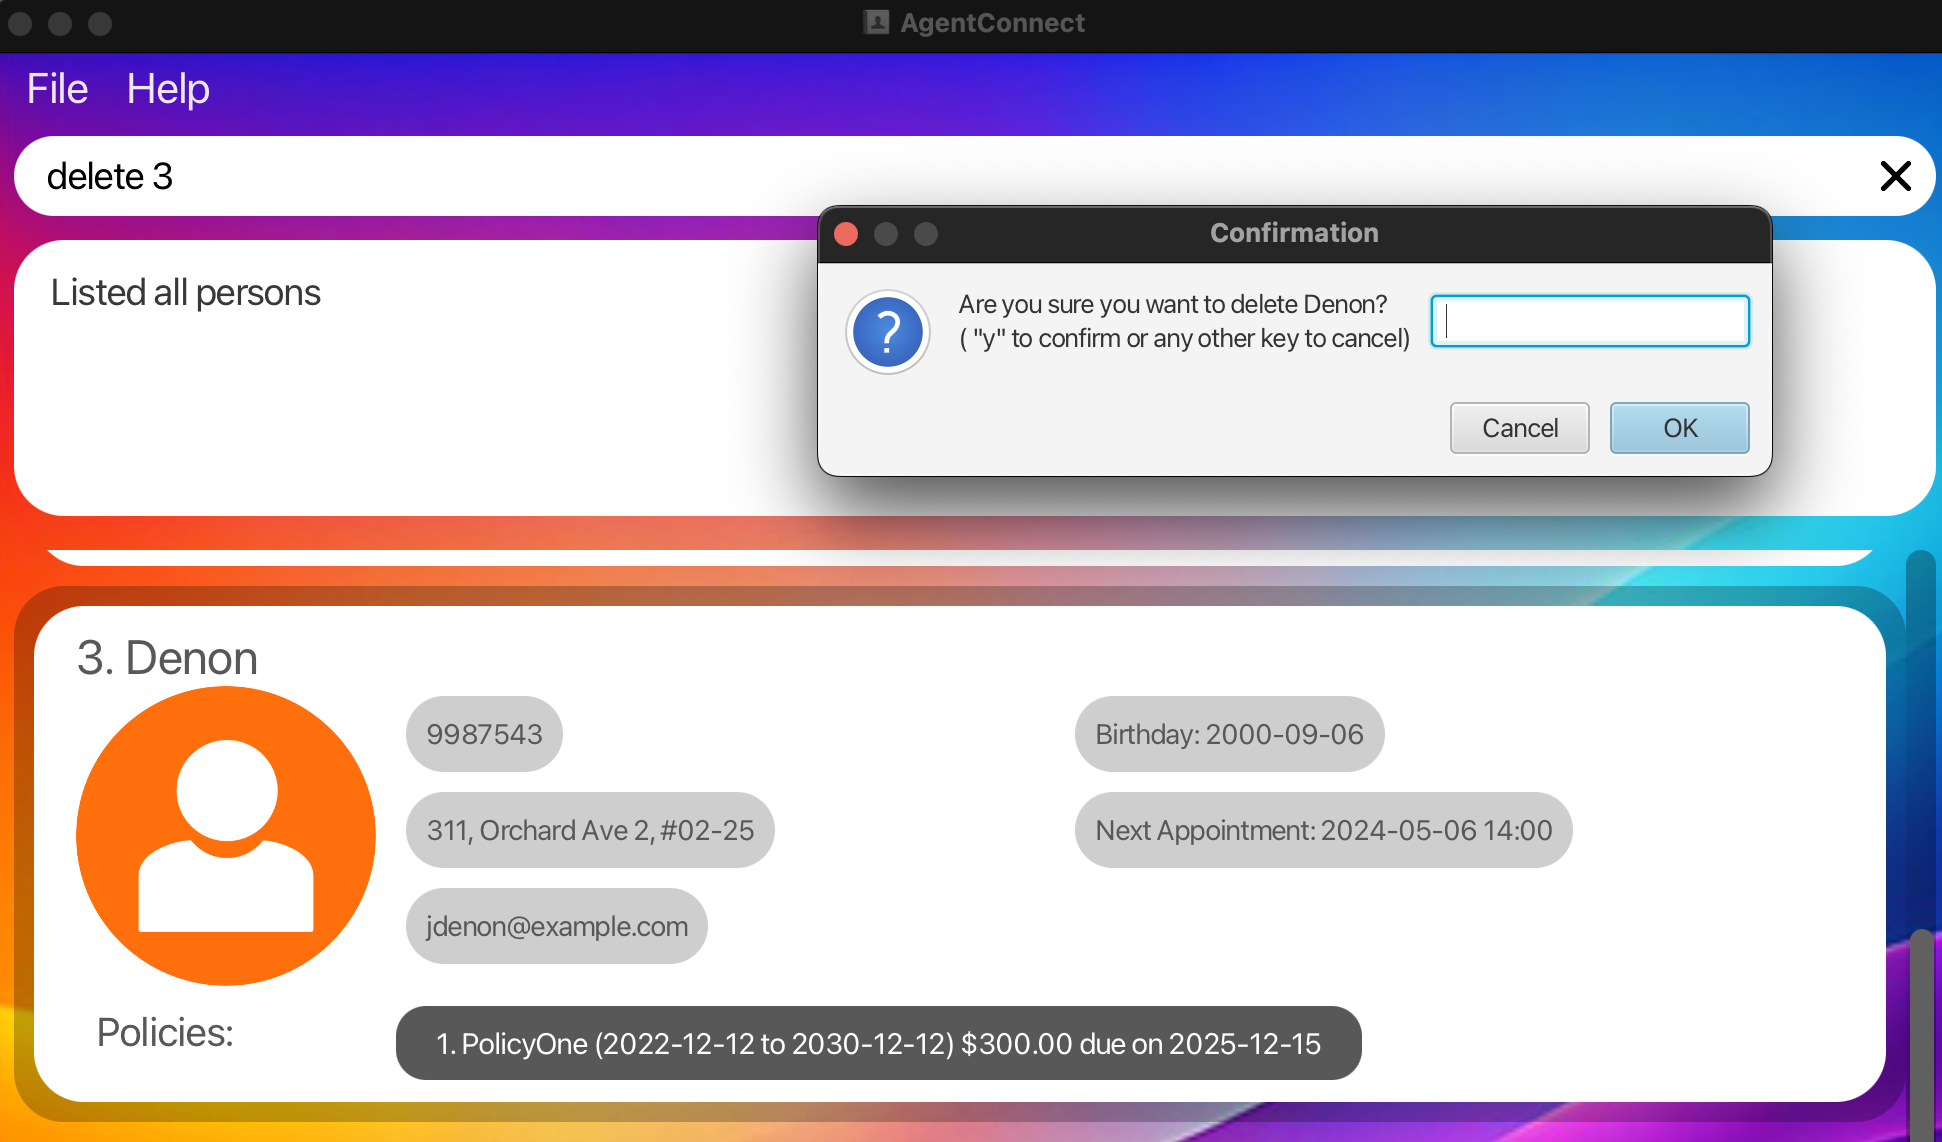 AgentConnect
File Help
delete 3
Confirmation
Are you sure you want to delete Denon?
( "y" to confirm or any other key to cancel)
Cancel OK
Listed all persons
3. Denon
9987543
Birthday: 2000-09-06
311, Orchard Ave 2, #02-25
Next Appointment: 2024-05-06 14:00
jdenon@example.com
Policies:
1. PolicyOne (2022-12-12 to 2030-12-12) $300.00 due on 2025-12-15